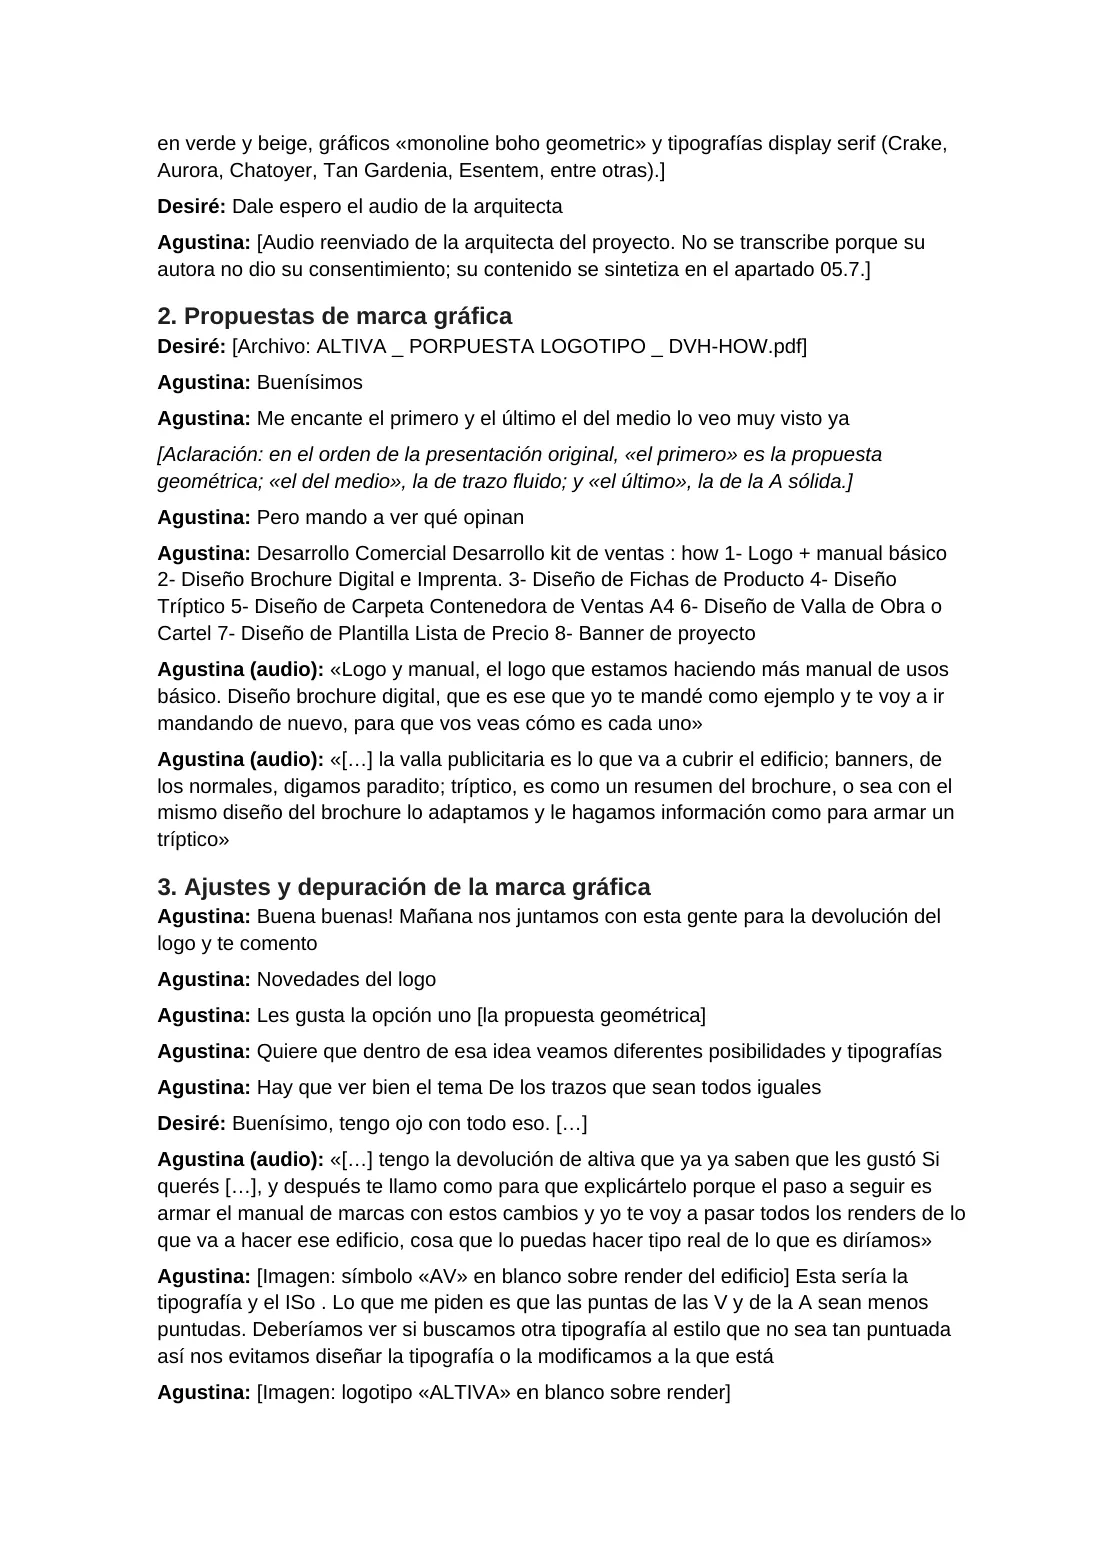 en verde y beige, gráficos «monoline boho geometric» y tipografías display serif (Crake,
Aurora, Chatoyer, Tan Gardenia, Esentem, entre otras).]
Desiré: Dale espero el audio de la arquitecta
Agustina: [Audio reenviado de la arquitecta del proyecto. No se transcribe porque su
autora no dio su consentimiento; su contenido se sintetiza en el apartado 05.7.]
2. Propuestas de marca gráfica
Desiré: [Archivo: ALTIVA _ PORPUESTA LOGOTIPO _ DVH-HOW.pdf]
Agustina: Buenísimos
Agustina: Me encante el primero y el último el del medio lo veo muy visto ya
[Aclaración: en el orden de la presentación original, «el primero» es la propuesta
geométrica; «el del medio», la de trazo fluido; y «el último», la de la A sólida.]
Agustina: Pero mando a ver qué opinan
Agustina: Desarrollo Comercial Desarrollo kit de ventas : how 1- Logo + manual básico
2- Diseño Brochure Digital e Imprenta. 3- Diseño de Fichas de Producto 4- Diseño
Tríptico 5- Diseño de Carpeta Contenedora de Ventas A4 6- Diseño de Valla de Obra o
Cartel 7- Diseño de Plantilla Lista de Precio 8- Banner de proyecto
Agustina (audio): «Logo y manual, el logo que estamos haciendo más manual de usos
básico. Diseño brochure digital, que es ese que yo te mandé como ejemplo y te voy a ir
mandando de nuevo, para que vos veas cómo es cada uno»
Agustina (audio): «[…] la valla publicitaria es lo que va a cubrir el edificio; banners, de
los normales, digamos paradito; tríptico, es como un resumen del brochure, o sea con el
mismo diseño del brochure lo adaptamos y le hagamos información como para armar un
tríptico»
3. Ajustes y depuración de la marca gráfica
Agustina: Buena buenas! Mañana nos juntamos con esta gente para la devolución del
logo y te comento
Agustina: Novedades del logo
Agustina: Les gusta la opción uno [la propuesta geométrica]
Agustina: Quiere que dentro de esa idea veamos diferentes posibilidades y tipografías
Agustina: Hay que ver bien el tema De los trazos que sean todos iguales
Desiré: Buenísimo, tengo ojo con todo eso. […]
Agustina (audio): «[…] tengo la devolución de altiva que ya ya saben que les gustó Si
querés […], y después te llamo como para que explicártelo porque el paso a seguir es
armar el manual de marcas con estos cambios y yo te voy a pasar todos los renders de lo
que va a hacer ese edificio, cosa que lo puedas hacer tipo real de lo que es diríamos»
Agustina: [Imagen: símbolo «AV» en blanco sobre render del edificio] Esta sería la
tipografía y el ISo . Lo que me piden es que las puntas de las V y de la A sean menos
puntudas. Deberíamos ver si buscamos otra tipografía al estilo que no sea tan puntuada
así nos evitamos diseñar la tipografía o la modificamos a la que está
Agustina: [Imagen: logotipo «ALTIVA» en blanco sobre render]